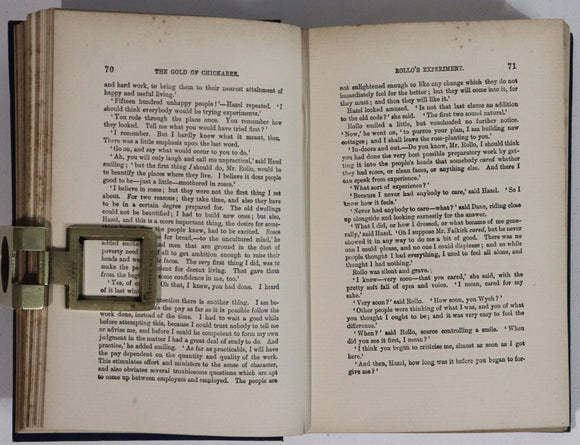 70
THE GOLD OF CHICKAREE.
and hard work, to bring them to their nearest attainment of
happy and useful living.'
'Fifteen hundred unhappy people!'—Hazel repeated. 'I
should think everybody would be trying experiments.'
'You rode through the place once. You remember how
they looked. Tell me what you would have tried first?'
'I remember. But I hardly knew what it meant, then.
There was a little emphasis upon the last word.
'Go on, and say what would occur to you to do.'
'Ah, you will only laugh and call me unpractical,' said Hazel
smiling; 'but the first thing I should do, Mr. Rollo, would be
to beautify the places where they live. I believe it does people
good to be—just a little—smothered in roses.'
'I believe in roses; but they were not the first thing I set
about. For two reasons; they take time, and also they have
to be in a certain degree prepared for. The old dwellings
could not be beautified; I had to build new ones; but also,
Hazel, and this is a more important thing, the desire for some-
the people knew, had to be excited. Even
es for bread,—to the uncultured mind,' he
added smiling
d men that are ground in the dust of
poverty need
all to get ambition enough to raise their
heads an
faces. The very first thing I did, was to
make the
ment for decent living. That gave them
from the beg
some confidence in me, too.'
'Yes, of co
Oh that, I knew, you had done. I heard
of it last win
nection there is another thing. I am be-
r the pay as far as it is possible follow the
work done, instead of the time. I had to wait a good while
before attempting this, because I could trust nobody to tell me
or advise me, and before I could be competent to form my own
judgment in the matter I had a great deal of study to do. And
practice,' he added smiling. 'As far as practicable, I will have
the pay dependent on the quantity and quality of the work.
This stimulates effort and ministers to the sense of character,
and also obviates several troublesome questions which are apt
to come up between employers and employed. The people are
ROLLO'S EXPERIMENT.
71
not enlightened enough to like any change which they do not
immediately feel for the better; but they will come into it, for
they must; and then they will like it.'
Hazel looked amused. 'Is not that last clause an addition
to the old code?' she said. 'The first two sound natural.'
Rollo smiled a little, but vouchsafed no further notice.
'Now,' he went on, 'to pursue your plan, I am building new
cottages; and I shall leave the rose-planting to you.'
'In-doors and out.—Do you know, Mr. Rollo, I should think
you had done the very best possible preparatory work by get-
ting it into the people's heads that somebody cared whether
they had roses, or clean faces, or anything else. And there I
can speak from experience.'
'What sort of experience?'
'Because I never had anybody to care,' said Hazel. 'So I
know how it feels.'
'Never had anybody to care—what?' said Dane, riding close
up alongside and looking earnestly for the answer.
'What I did, or how I dressed, or what became of me gene-
rally,' said Hazel. 'Oh I suppose Mr. Falkirk cared, but he never
showed it in any way to do me a bit of good. There was no
one I could please, and no one I could displease; and so while
people thought I had everything, I used to feel all alone, and
thought I had nothing.'
Rollo was silent and grave.
'I know—very soon—that you cared,' she said, with the
pretty soft fall of eyes and voice. 'I mean, cared for my
sake.'
'Very soon?' said Rollo. 'How soon, you Wych?'
'Other people were thinking of what I was, and you of what
you thought I ought to be; and it was very easy to feel the
difference.'
'When?' said Rollo, scarce controlling a smile. 'When
did you see it first, I mean?'
'I think you began to criticise me, almost as soon as I got
here.'
'And then, Hazel, how long was it before you began to for-
give me?'